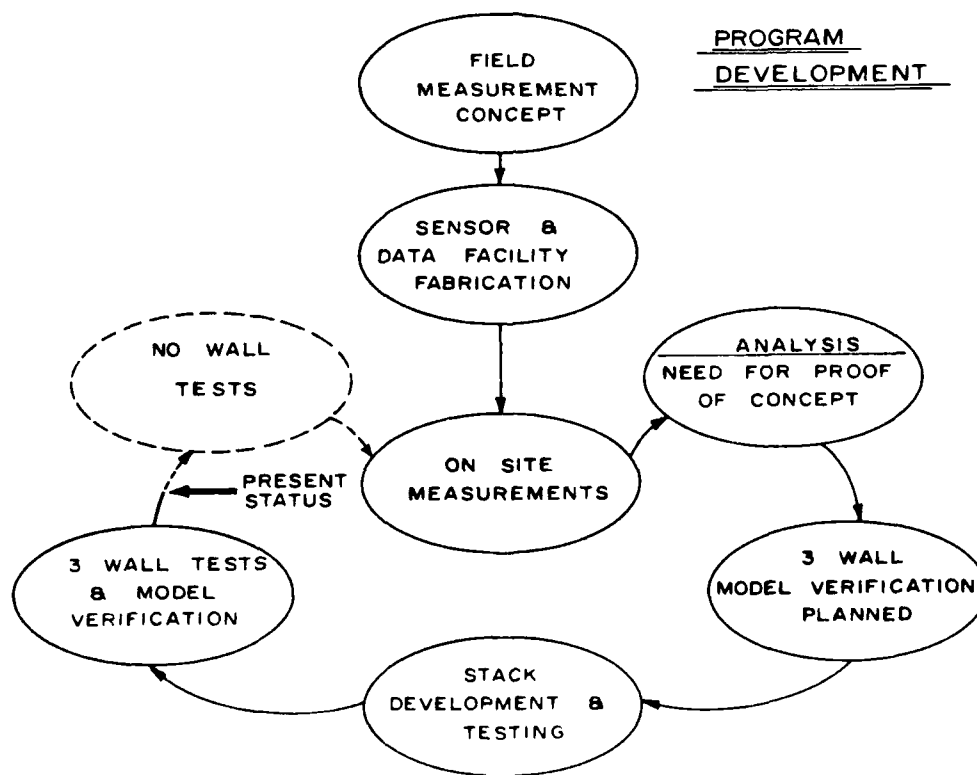 PROGRAM
DEVELOPMENT
FIELD
MEASUREMENT
CONCEPT
SENSOR &
DATA FACILITY
FABRICATION
NO WALL
TESTS
ANALYSIS
NEED FOR PROOF
OF CONCEPT
ON SITE
MEASUREMENTS
PRESENT
STATUS
3 WALL TESTS
& MODEL
VERIFICATION
3 WALL
MODEL VERIFICATION
PLANNED
STACK
DEVELOPMENT &
TESTING